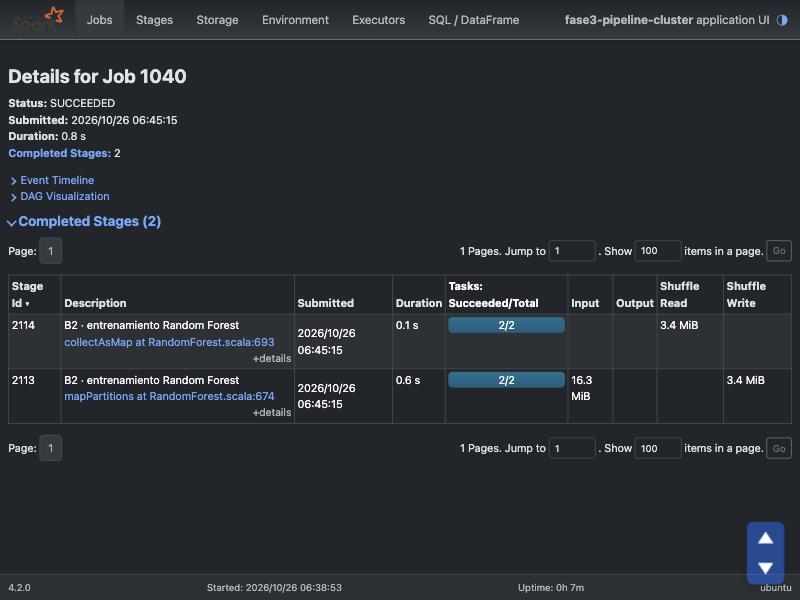 Spark Jobs Stages Storage Environment Executors SQL / DataFrame fase3-pipeline-cluster application UI
Details for Job 1040
Status: SUCCEEDED
Submitted: 2026/10/26 06:45:15
Duration: 0.8 s
Completed Stages: 2
Event Timeline
DAG Visualization
Completed Stages (2)
Page: 1 1 Pages. Jump to 1 . Show 100 items in a page. Go
Stage Id ▾ Description Submitted Duration Tasks: Succeeded/Total Input Output Shuffle Read Shuffle Write
2114 B2 · entrenamiento Random Forest 2026/10/26 06:45:15 0.1 s 2/2 3.4 MiB
collectAsMap at RandomForest.scala:693
+details
2113 B2 · entrenamiento Random Forest 2026/10/26 06:45:15 0.6 s 2/2 16.3 MiB 3.4 MiB
mapPartitions at RandomForest.scala:674
+details
Page: 1 1 Pages. Jump to 1 . Show 100 items in a page. Go
4.2.0 Started: 2026/10/26 06:38:53 Uptime: 0h 7m ubuntu